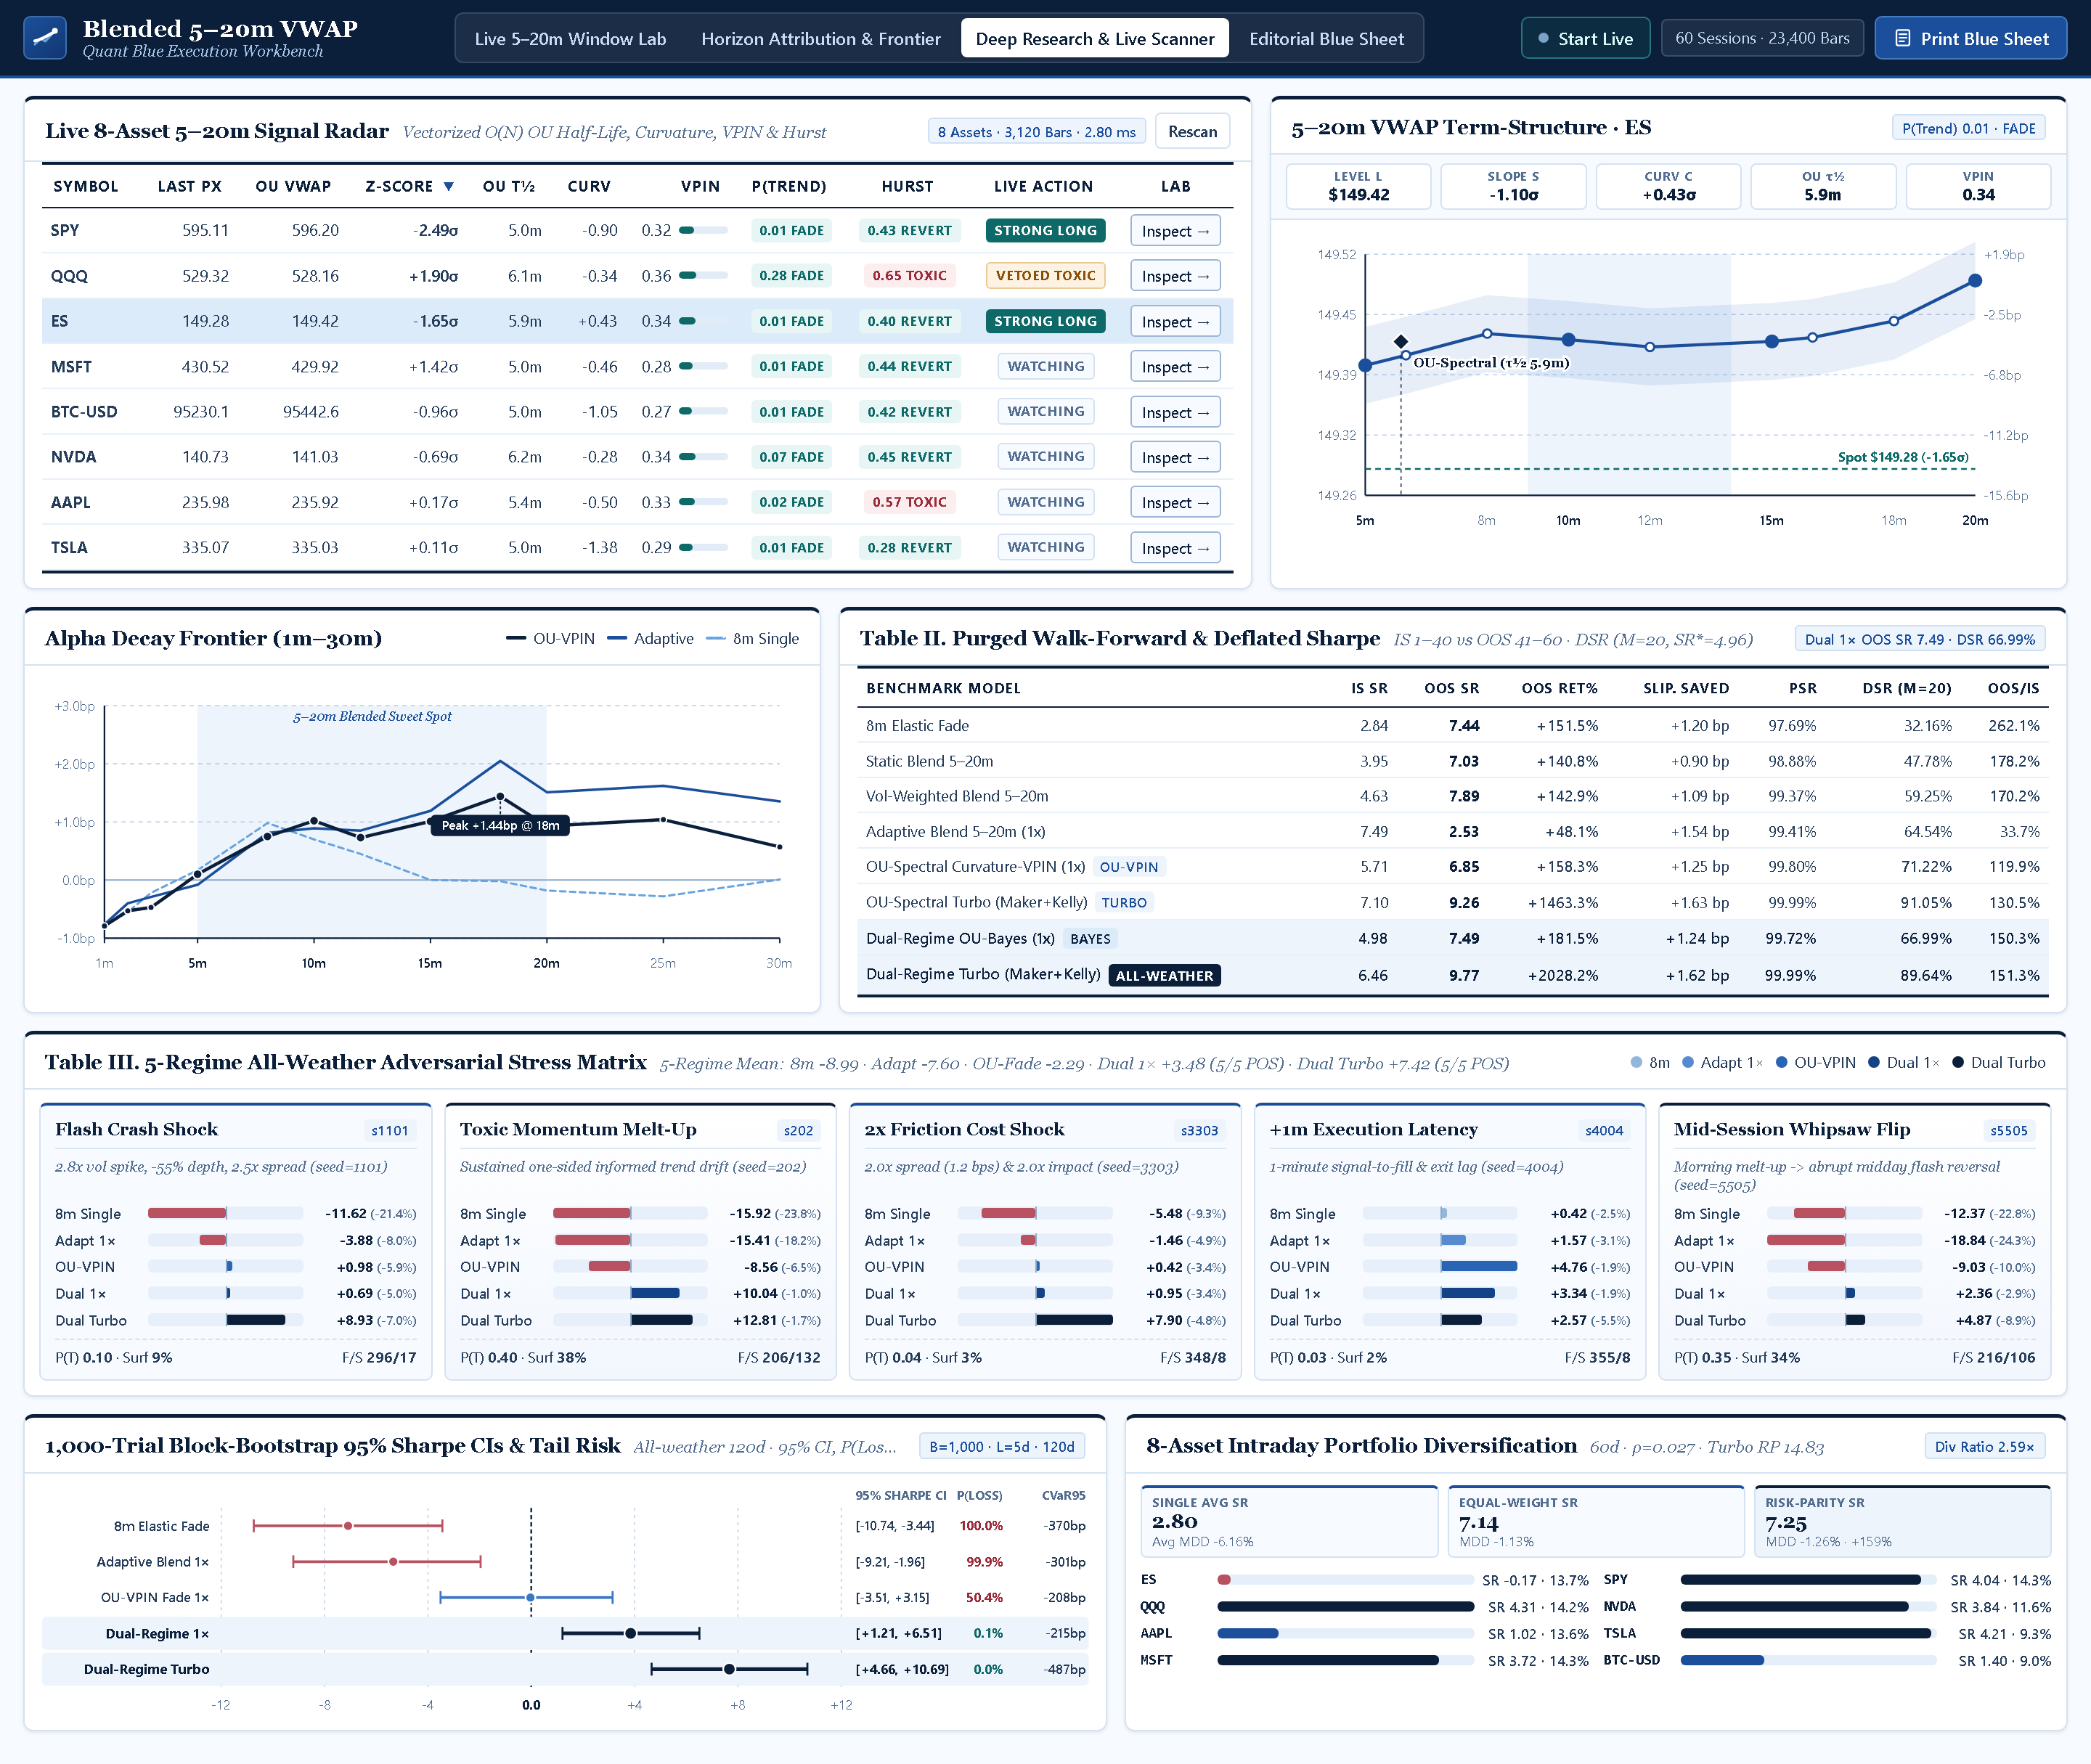 Blended 5–20m VWAP
Quant Blue Execution Workbench
Live 5–20m Window Lab
Horizon Attribution & Frontier
Deep Research & Live Scanner
Editorial Blue Sheet
Start Live
60 Sessions · 23,400 Bars
Print Blue Sheet
Live 8-Asset 5–20m Signal Radar Vectorized O(N) OU Half-Life, Curvature, VPIN & Hurst
8 Assets · 3,120 Bars · 2.80 ms
Rescan
SYMBOL LAST PX OU VWAP Z-SCORE ▼ OU T½ CURV VPIN P(TREND) HURST LIVE ACTION LAB
SPY 595.11 596.20 -2.49σ 5.0m -0.90 0.32 0.01 FADE 0.43 REVERT STRONG LONG Inspect →
QQQ 529.32 528.16 +1.90σ 6.1m -0.34 0.36 0.28 FADE 0.65 TOXIC VETOED TOXIC Inspect →
ES 149.28 149.42 -1.65σ 5.9m +0.43 0.34 0.01 FADE 0.40 REVERT STRONG LONG Inspect →
MSFT 430.52 429.92 +1.42σ 5.0m -0.46 0.28 0.01 FADE 0.44 REVERT WATCHING Inspect →
BTC-USD 95230.1 95442.6 -0.96σ 5.0m -1.05 0.27 0.01 FADE 0.42 REVERT WATCHING Inspect →
NVDA 140.73 141.03 -0.69σ 6.2m -0.28 0.34 0.07 FADE 0.45 REVERT WATCHING Inspect →
AAPL 235.98 235.92 +0.17σ 5.4m -0.50 0.33 0.02 FADE 0.57 TOXIC WATCHING Inspect →
TSLA 335.07 335.03 +0.11σ 5.0m -1.38 0.29 0.01 FADE 0.28 REVERT WATCHING Inspect →
5–20m VWAP Term-Structure · ES
P(Trend) 0.01 · FADE
LEVEL L SLOPE S CURV C OU τ½ VPIN
$149.42 -1.10σ +0.43σ 5.9m 0.34
149.52 +1.9bp
149.45 -2.5bp
OU-Spectral (τ½ 5.9m)
149.39 -6.8bp
149.32 -11.2bp
Spot $149.28 (-1.65σ)
149.26 -15.6bp
5m 8m 10m 12m 15m 18m 20m
Alpha Decay Frontier (1m–30m)
OU-VPIN Adaptive 8m Single
+3.0bp
5–20m Blended Sweet Spot
+2.0bp
+1.0bp
Peak +1.44bp @ 18m
0.0bp
-1.0bp
1m 5m 10m 15m 20m 25m 30m
Table II. Purged Walk-Forward & Deflated Sharpe IS 1–40 vs OOS 41–60 · DSR (M=20, SR*=4.96)
Dual 1× OOS SR 7.49 · DSR 66.99%
BENCHMARK MODEL IS SR OOS SR OOS RET% SLIP. SAVED PSR DSR (M=20) OOS/IS
8m Elastic Fade 2.84 7.44 +151.5% +1.20 bp 97.69% 32.16% 262.1%
Static Blend 5–20m 3.95 7.03 +140.8% +0.90 bp 98.88% 47.78% 178.2%
Vol-Weighted Blend 5–20m 4.63 7.89 +142.9% +1.09 bp 99.37% 59.25% 170.2%
Adaptive Blend 5–20m (1x) 7.49 2.53 +48.1% +1.54 bp 99.41% 64.54% 33.7%
OU-Spectral Curvature-VPIN (1x) OU-VPIN 5.71 6.85 +158.3% +1.25 bp 99.80% 71.22% 119.9%
OU-Spectral Turbo (Maker+Kelly) TURBO 7.10 9.26 +1463.3% +1.63 bp 99.99% 91.05% 130.5%
Dual-Regime OU-Bayes (1x) BAYES 4.98 7.49 +181.5% +1.24 bp 99.72% 66.99% 150.3%
Dual-Regime Turbo (Maker+Kelly) ALL-WEATHER 6.46 9.77 +2028.2% +1.62 bp 99.99% 89.64% 151.3%
Table III. 5-Regime All-Weather Adversarial Stress Matrix 5-Regime Mean: 8m -8.99 · Adapt -7.60 · OU-Fade -2.29 · Dual 1× +3.48 (5/5 POS) · Dual Turbo +7.42 (5/5 POS)
8m Adapt 1× OU-VPIN Dual 1× Dual Turbo
Flash Crash Shock s1101
2.8x vol spike, -55% depth, 2.5x spread (seed=1101)
8m Single -11.62 (-21.4%)
Adapt 1× -3.88 (-8.0%)
OU-VPIN +0.98 (-5.9%)
Dual 1× +0.69 (-5.0%)
Dual Turbo +8.93 (-7.0%)
P(T) 0.10 · Surf 9% F/S 296/17
Toxic Momentum Melt-Up s202
Sustained one-sided informed trend drift (seed=202)
8m Single -15.92 (-23.8%)
Adapt 1× -15.41 (-18.2%)
OU-VPIN -8.56 (-6.5%)
Dual 1× +10.04 (-1.0%)
Dual Turbo +12.81 (-1.7%)
P(T) 0.40 · Surf 38% F/S 206/132
2x Friction Cost Shock s3303
2.0x spread (1.2 bps) & 2.0x impact (seed=3303)
8m Single -5.48 (-9.3%)
Adapt 1× -1.46 (-4.9%)
OU-VPIN +0.42 (-3.4%)
Dual 1× +0.95 (-3.4%)
Dual Turbo +7.90 (-4.8%)
P(T) 0.04 · Surf 3% F/S 348/8
+1m Execution Latency s4004
1-minute signal-to-fill & exit lag (seed=4004)
8m Single +0.42 (-2.5%)
Adapt 1× +1.57 (-3.1%)
OU-VPIN +4.76 (-1.9%)
Dual 1× +3.34 (-1.9%)
Dual Turbo +2.57 (-5.5%)
P(T) 0.03 · Surf 2% F/S 355/8
Mid-Session Whipsaw Flip s5505
Morning melt-up -> abrupt midday flash reversal
(seed=5505)
8m Single -12.37 (-22.8%)
Adapt 1× -18.84 (-24.3%)
OU-VPIN -9.03 (-10.0%)
Dual 1× +2.36 (-2.9%)
Dual Turbo +4.87 (-8.9%)
P(T) 0.35 · Surf 34% F/S 216/106
1,000-Trial Block-Bootstrap 95% Sharpe CIs & Tail Risk All-weather 120d · 95% CI, P(Los...
B=1,000 · L=5d · 120d
95% SHARPE CI P(LOSS) CVaR95
8m Elastic Fade [-10.74, -3.44] 100.0% -370bp
Adaptive Blend 1× [-9.21, -1.96] 99.9% -301bp
OU-VPIN Fade 1× [-3.51, +3.15] 50.4% -208bp
Dual-Regime 1× [+1.21, +6.51] 0.1% -215bp
Dual-Regime Turbo [+4.66, +10.69] 0.0% -487bp
-12 -8 -4 0.0 +4 +8 +12
8-Asset Intraday Portfolio Diversification 60d · ρ=0.027 · Turbo RP 14.83
Div Ratio 2.59×
SINGLE AVG SR
2.80
Avg MDD -6.16%
EQUAL-WEIGHT SR
7.14
MDD -1.13%
RISK-PARITY SR
7.25
MDD -1.26% · +159%
ES SR -0.17 · 13.7% SPY SR 4.04 · 14.3%
QQQ SR 4.31 · 14.2% NVDA SR 3.84 · 11.6%
AAPL SR 1.02 · 13.6% TSLA SR 4.21 · 9.3%
MSFT SR 3.72 · 14.3% BTC-USD SR 1.40 · 9.0%